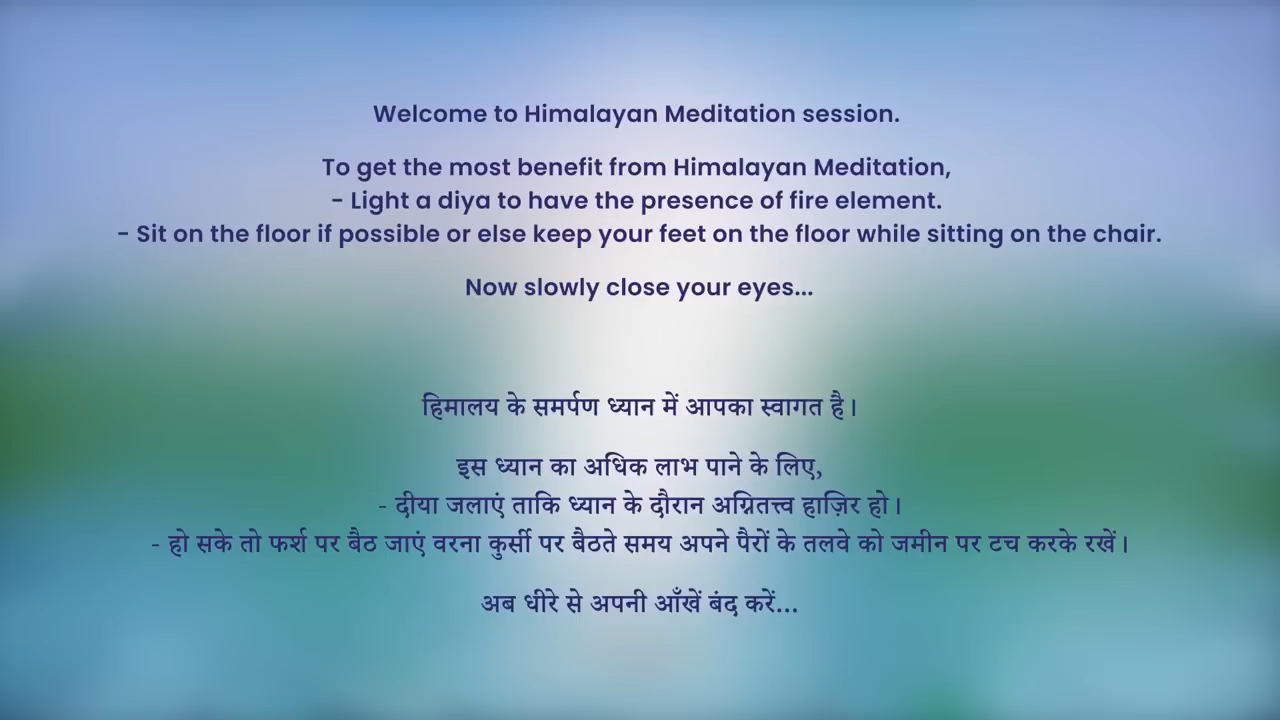 Welcome to Himalayan Meditation session.
To get the most benefit from Himalayan Meditation,
- Light a diya to have the presence of fire element.
- Sit on the floor if possible or else keep your feet on the floor while sitting on the chair.
Now slowly close your eyes...
हिमालय के समर्पण ध्यान में आपका स्वागत है।
इस ध्यान का अधिक लाभ पाने के लिए,
- दीया जलाएं ताकि ध्यान के दौरान अग्नितत्त्व हाज़िर हो।
- हो सके तो फर्श पर बैठ जाएं वरना कुर्सी पर बैठते समय अपने पैरों के तलवे को जमीन पर टच करके रखें।
अब धीरे से अपनी आँखें बंद करें...